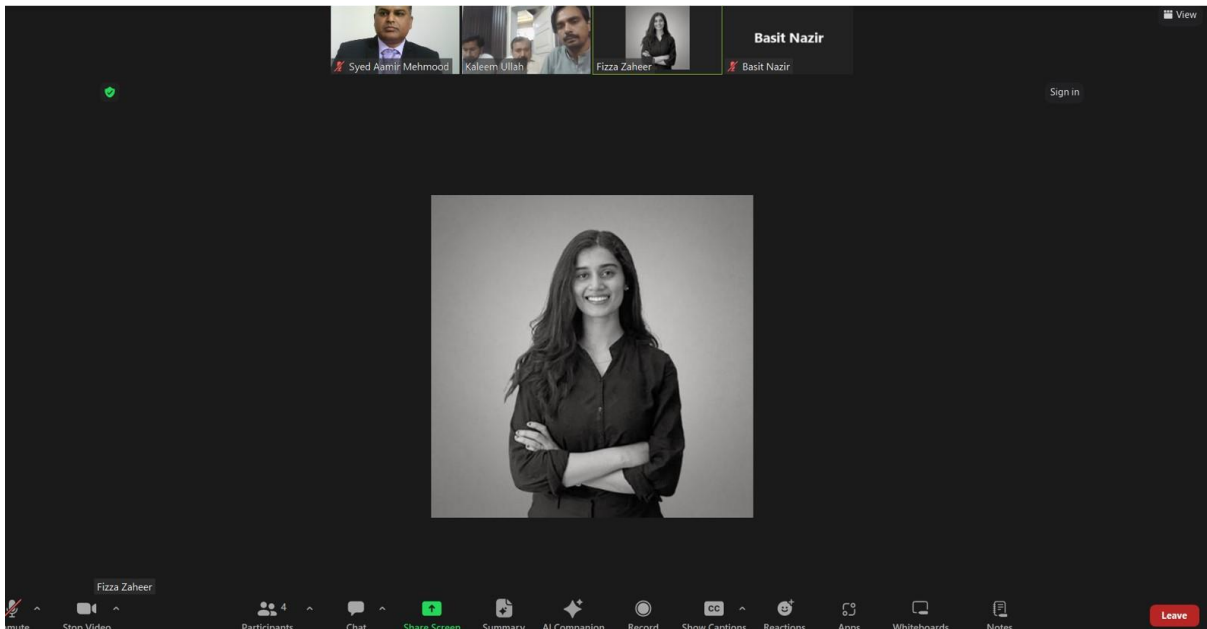 View
Basit Nazir
Syed Aamir Mehmood
Kaleem Ullah
Fizza Zaheer
Basit Nazir
Sign in
Fizza Zaheer
4
CC
Stop Video
Participants
Chat
Share Screen
Summary
AI Companion
Record
Show Captions
Reactions
Apps
Whiteboards
Notes
Leave